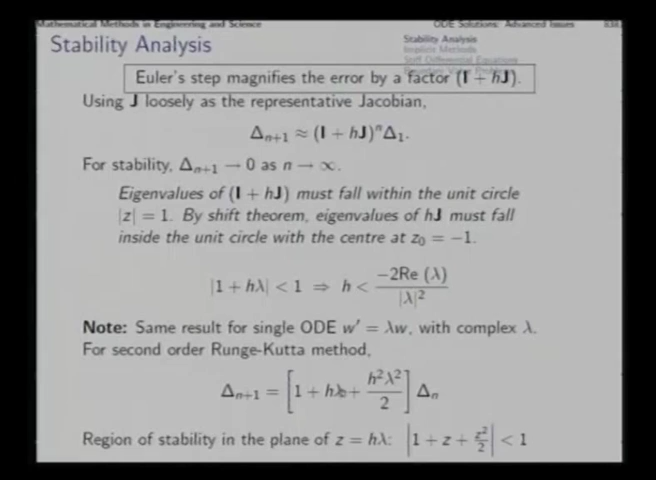 Mathematical Methods in Engineering and Science
ODE Solutions: Advanced Issues
Stability Analysis
Stability Analysis
Implicit Methods
Stiff Differential Equations
Euler's step magnifies the error by a factor (I + hJ).
Using J loosely as the representative Jacobian,
Δₙ₊₁ ≈ (I + hJ)ⁿΔ₁.
For stability, Δₙ₊₁ → 0 as n → ∞.
Eigenvalues of (I + hJ) must fall within the unit circle
|z| = 1. By shift theorem, eigenvalues of hJ must fall
inside the unit circle with the centre at z₀ = −1.
|1 + hλ| < 1 ⇒ h < −2Re (λ) / |λ|²
Note: Same result for single ODE w′ = λw, with complex λ.
For second order Runge-Kutta method,
Δₙ₊₁ = [1 + hλ + h²λ²/2] Δₙ
Region of stability in the plane of z = hλ: |1 + z + z²/2| < 1